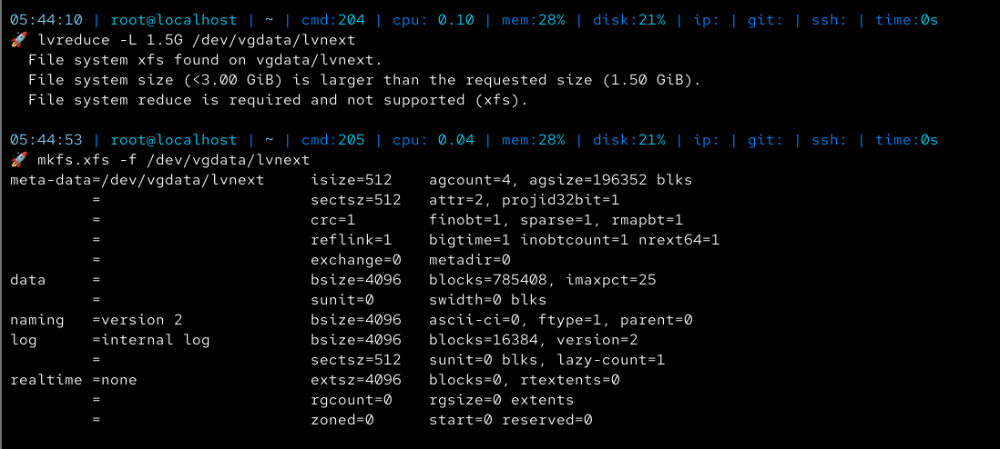 05:44:10 | root@localhost | ~ | cmd:204 | cpu: 0.10 | mem:28% | disk:21% | ip: | git: | ssh: | time:0s
🚀 lvreduce -L 1.5G /dev/vgdata/lvnext
  File system xfs found on vgdata/lvnext.
  File system size (<3.00 GiB) is larger than the requested size (1.50 GiB).
  File system reduce is required and not supported (xfs).

05:44:53 | root@localhost | ~ | cmd:205 | cpu: 0.04 | mem:28% | disk:21% | ip: | git: | ssh: | time:0s
🚀 mkfs.xfs -f /dev/vgdata/lvnext
meta-data=/dev/vgdata/lvnext     isize=512    agcount=4, agsize=196352 blks
         =                       sectsz=512   attr=2, projid32bit=1
         =                       crc=1        finobt=1, sparse=1, rmapbt=1
         =                       reflink=1    bigtime=1 inobtcount=1 nrext64=1
         =                       exchange=0   metadir=0
data     =                       bsize=4096   blocks=785408, imaxpct=25
         =                       sunit=0      swidth=0 blks
naming   =version 2              bsize=4096   ascii-ci=0, ftype=1, parent=0
log      =internal log           bsize=4096   blocks=16384, version=2
         =                       sectsz=512   sunit=0 blks, lazy-count=1
realtime =none                   extsz=4096   blocks=0, rtextents=0
         =                       rgcount=0    rgsize=0 extents
         =                       zoned=0      start=0 reserved=0